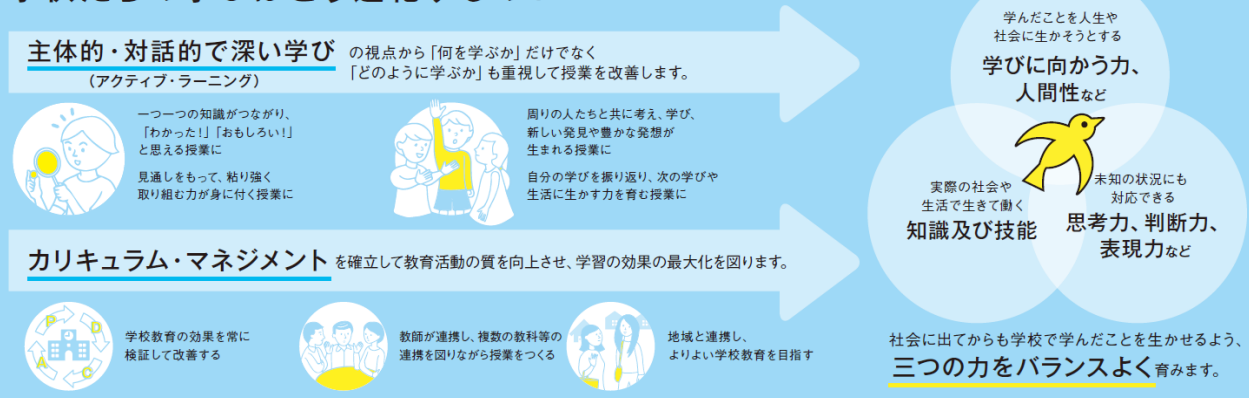 主体的・対話的で深い学び の視点から「何を学ぶか」だけでなく
(アクティブ・ラーニング) 「どのように学ぶか」も重視して授業を改善します。
一つ一つの知識がつながり、
「わかった!」「おもしろい!」
と思える授業に
見通しをもって、粘り強く
取り組む力が身に付く授業に
周りの人たちと共に考え、学び、
新しい発見や豊かな発想が
生まれる授業に
自分の学びを振り返り、次の学びや
生活に生かす力を育む授業に
カリキュラム・マネジメント を確立して教育活動の質を向上させ、学習の効果の最大化を図ります。
P
D
C
A
学校教育の効果を常に
検証して改善する
教師が連携し、複数の教科等の
連携を図りながら授業をつくる
地域と連携し、
よりよい学校教育を目指す
学んだことを人生や
社会に生かそうとする
学びに向かう力、
人間性など
実際の社会や
生活で生きて働く
知識及び技能
未知の状況にも
対応できる
思考力、判断力、
表現力など
社会に出てからも学校で学んだことを生かせるよう、
三つの力をバランスよく育みます。